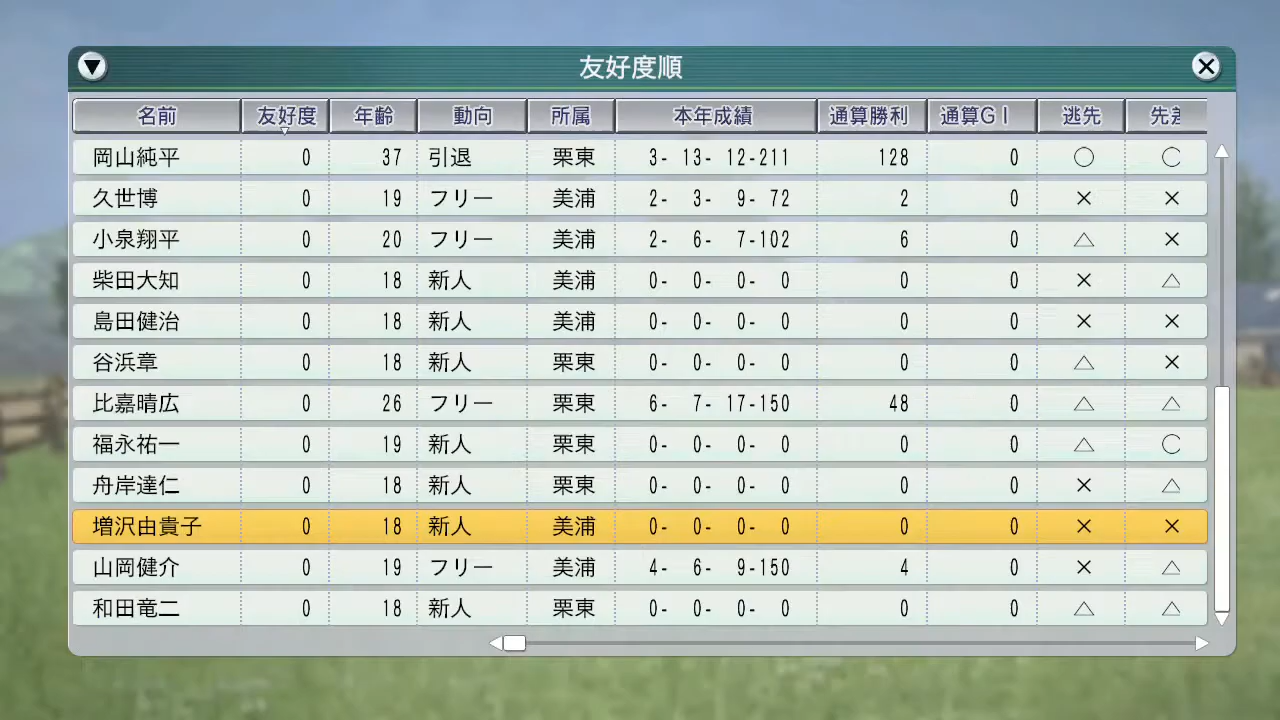 友好度順
名前 友好度 年齢 動向 所属 本年成績 通算勝利 通算GⅠ 逃先 先差
岡山純平 0 37 引退 栗東 3- 13- 12-211 128 0 ○ ○
久世博 0 19 フリー 美浦 2- 3- 9- 72 2 0 × ×
小泉翔平 0 20 フリー 美浦 2- 6- 7-102 6 0 △ ×
柴田大知 0 18 新人 美浦 0- 0- 0- 0 0 0 × △
島田健治 0 18 新人 美浦 0- 0- 0- 0 0 0 × ×
谷浜章 0 18 新人 栗東 0- 0- 0- 0 0 0 △ ×
比嘉晴広 0 26 フリー 栗東 6- 7- 17-150 48 0 △ △
福永祐一 0 19 新人 栗東 0- 0- 0- 0 0 0 △ ○
舟岸達仁 0 18 新人 栗東 0- 0- 0- 0 0 0 × △
増沢由貴子 0 18 新人 美浦 0- 0- 0- 0 0 0 × ×
山岡健介 0 19 フリー 美浦 4- 6- 9-150 4 0 × △
和田竜二 0 18 新人 栗東 0- 0- 0- 0 0 0 △ △